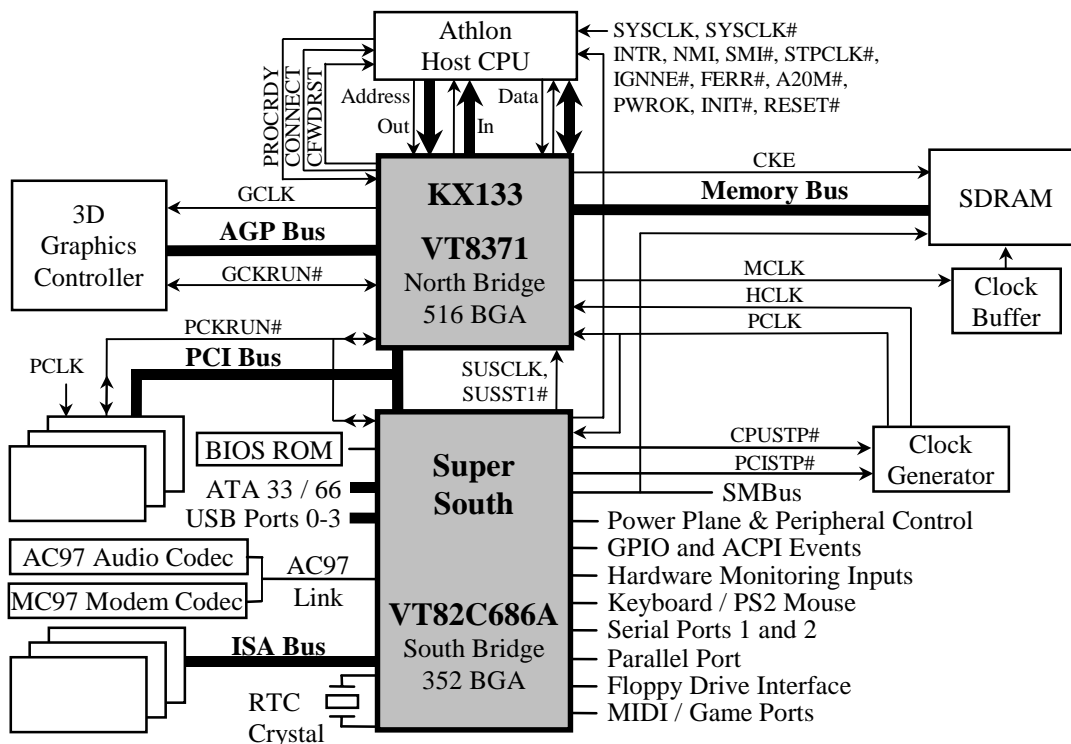 Athlon
Host CPU
SYSCLK, SYSCLK#
INTR, NMI, SMI#, STPCLK#,
IGNNE#, FERR#, A20M#,
PWROK, INIT#, RESET#
PROCRDY
CONNECT
CFWDRST
Address
Out
In
Data
KX133
VT8371
North Bridge
516 BGA
CKE
Memory Bus
SDRAM
3D
Graphics
Controller
GCLK
AGP Bus
GCKRUN#
MCLK
HCLK
PCLK
Clock
Buffer
PCKRUN#
PCI Bus
PCLK
SUSCLK,
SUSST1#
BIOS ROM
ATA 33 / 66
USB Ports 0-3
Super
South
VT82C686A
South Bridge
352 BGA
CPUSTP#
PCISTP#
Clock
Generator
SMBus
Power Plane & Peripheral Control
GPIO and ACPI Events
Hardware Monitoring Inputs
Keyboard / PS2 Mouse
Serial Ports 1 and 2
Parallel Port
Floppy Drive Interface
MIDI / Game Ports
AC97 Audio Codec
MC97 Modem Codec
AC97
Link
ISA Bus
RTC
Crystal